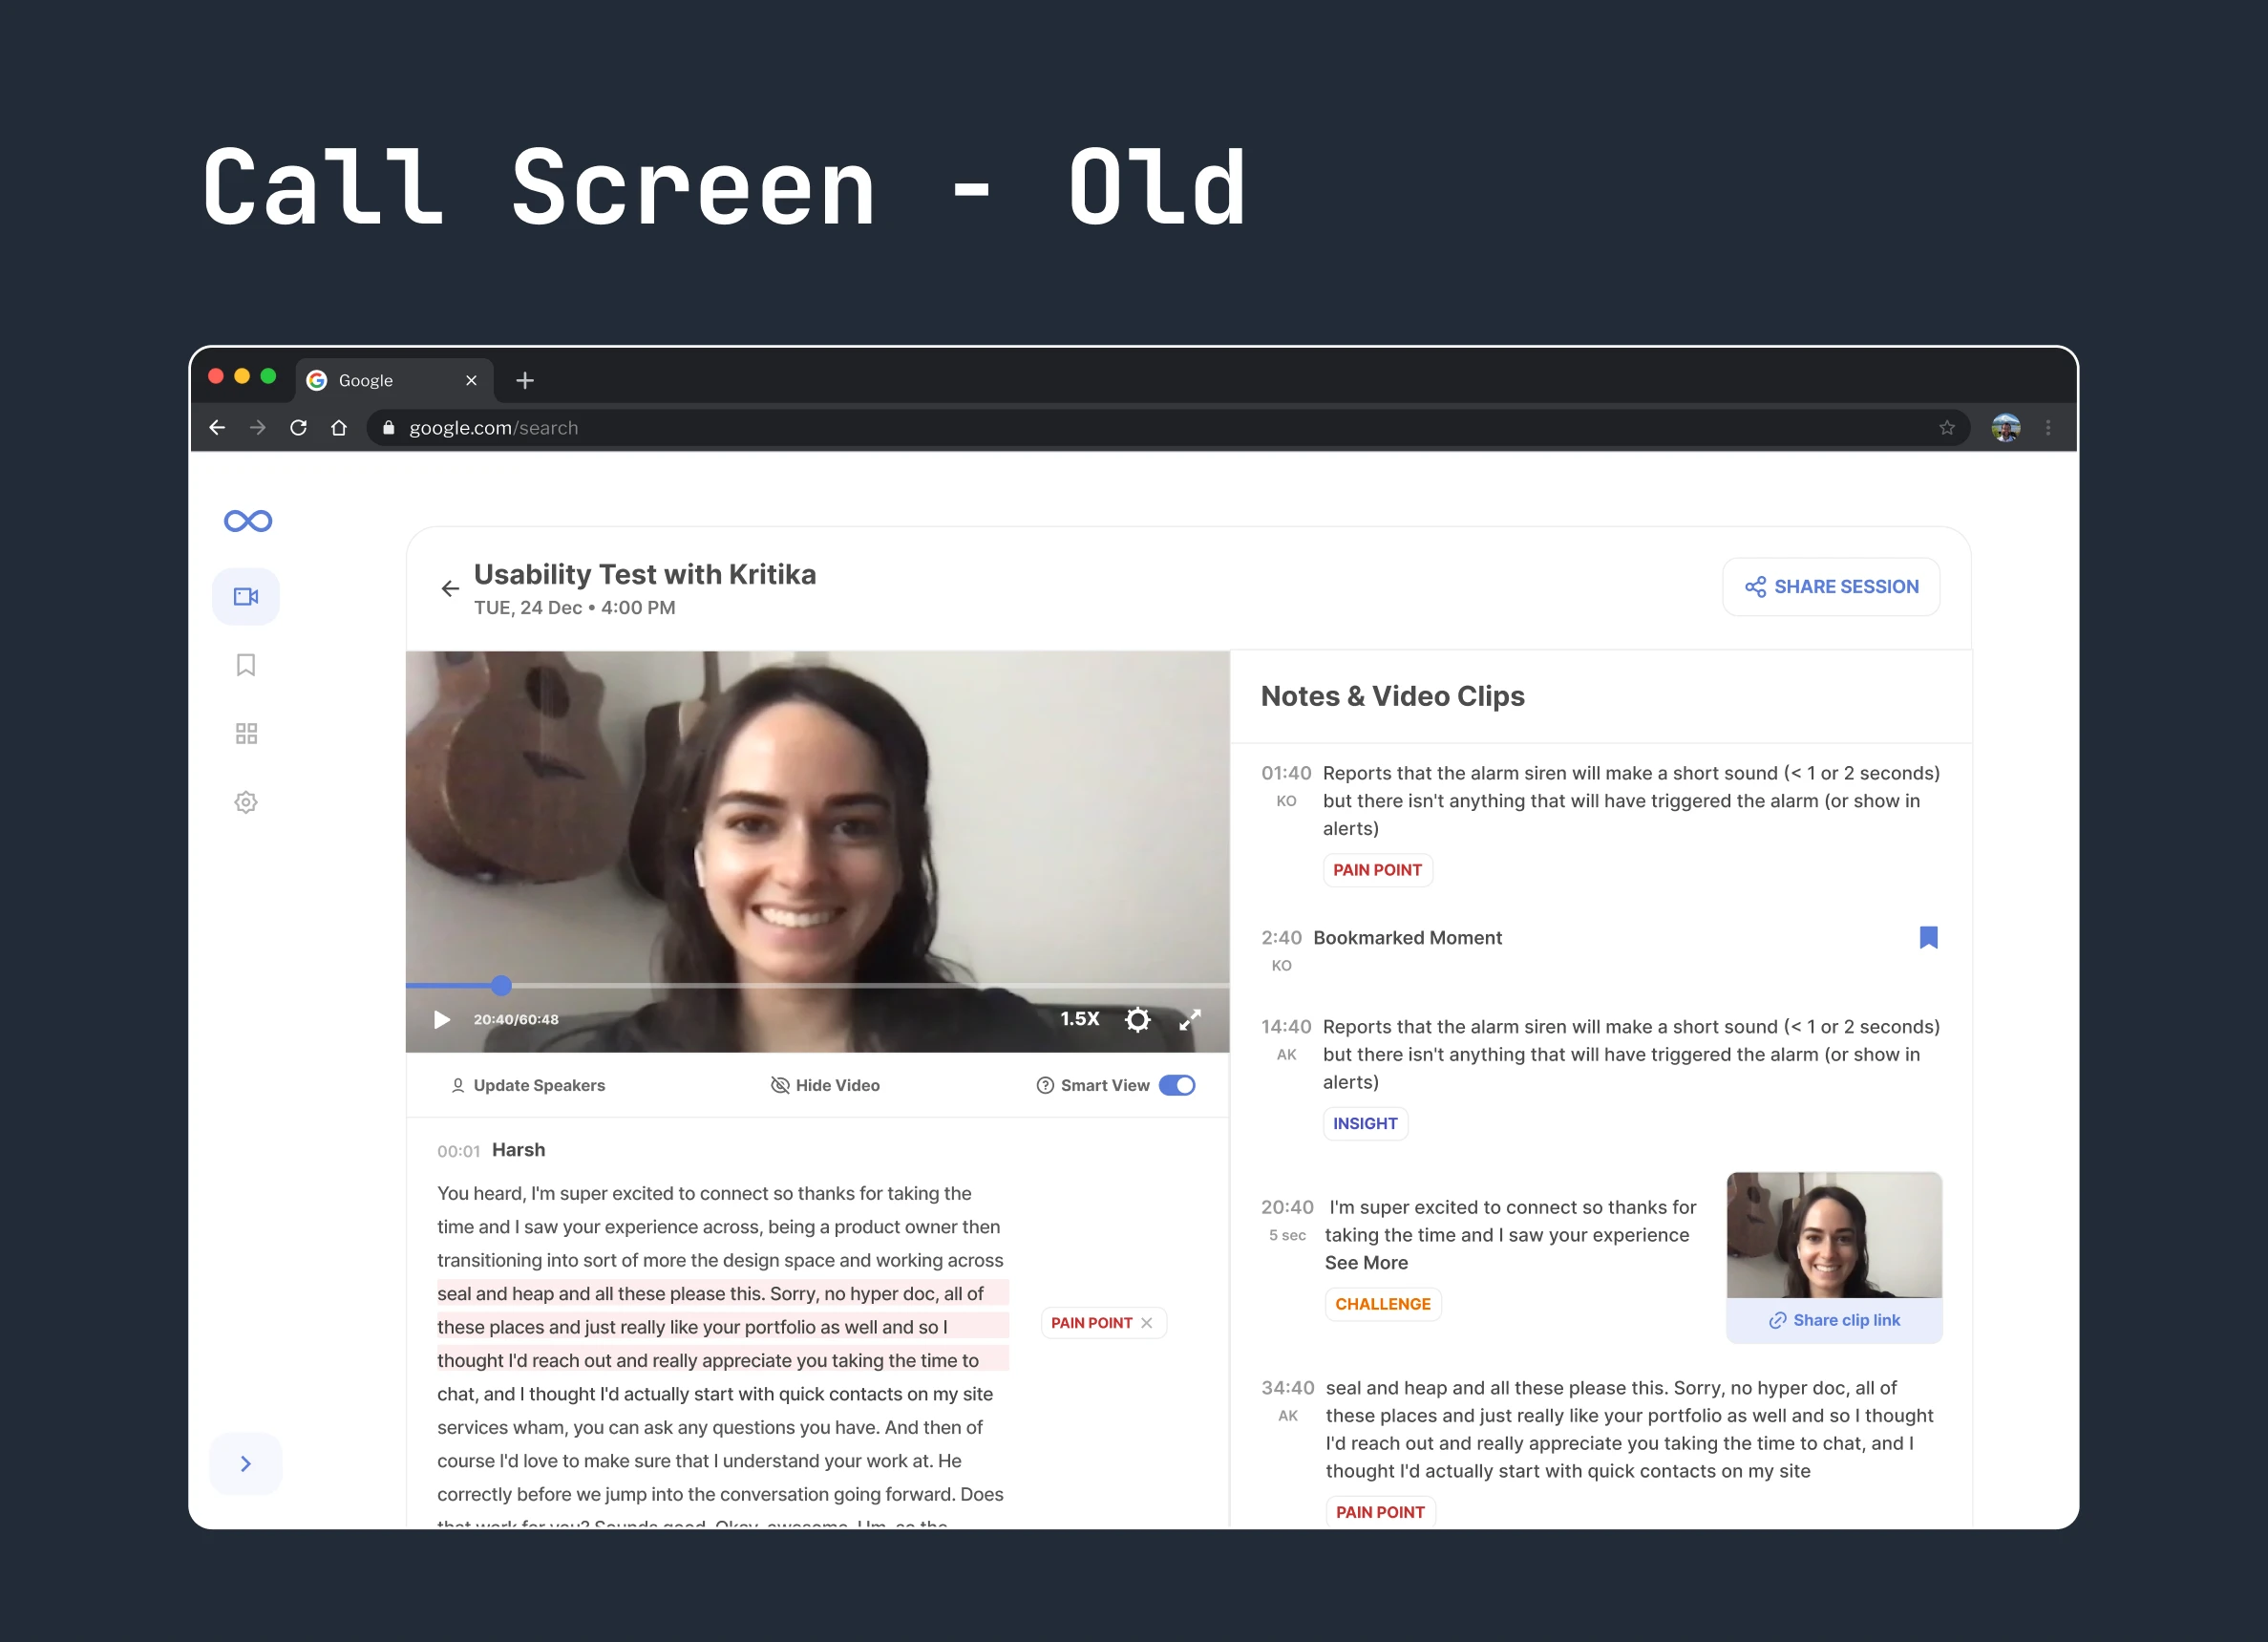 Call Screen - Old
Google
google.com/search
Usability Test with Kritika
TUE, 24 Dec • 4:00 PM
SHARE SESSION
20:40/60:48
1.5X
Update Speakers
Hide Video
Smart View
00:01 Harsh
You heard, I'm super excited to connect so thanks for taking the
time and I saw your experience across, being a product owner then
transitioning into sort of more the design space and working across
seal and heap and all these please this. Sorry, no hyper doc, all of
these places and just really like your portfolio as well and so I
thought I'd reach out and really appreciate you taking the time to
chat, and I thought I'd actually start with quick contacts on my site
services wham, you can ask any questions you have. And then of
course I'd love to make sure that I understand your work at. He
correctly before we jump into the conversation going forward. Does
that work for you? Sounds good. Okay, awesome. Um, so the
PAIN POINT
Notes & Video Clips
01:40 Reports that the alarm siren will make a short sound (< 1 or 2 seconds)
KO but there isn't anything that will have triggered the alarm (or show in
alerts)
PAIN POINT
2:40 Bookmarked Moment
KO
14:40 Reports that the alarm siren will make a short sound (< 1 or 2 seconds)
AK but there isn't anything that will have triggered the alarm (or show in
alerts)
INSIGHT
20:40 I'm super excited to connect so thanks for
5 sec taking the time and I saw your experience
See More
CHALLENGE
Share clip link
34:40 seal and heap and all these please this. Sorry, no hyper doc, all of
AK these places and just really like your portfolio as well and so I thought
I'd reach out and really appreciate you taking the time to chat, and I
thought I'd actually start with quick contacts on my site
PAIN POINT